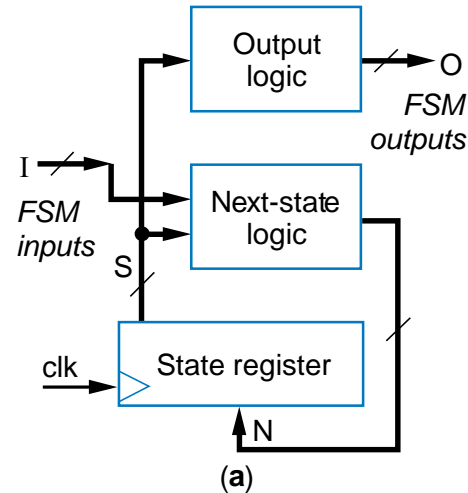 Output
logic
O
FSM
outputs
I
FSM
inputs
Next-state
logic
S
State register
clk
N
(a)